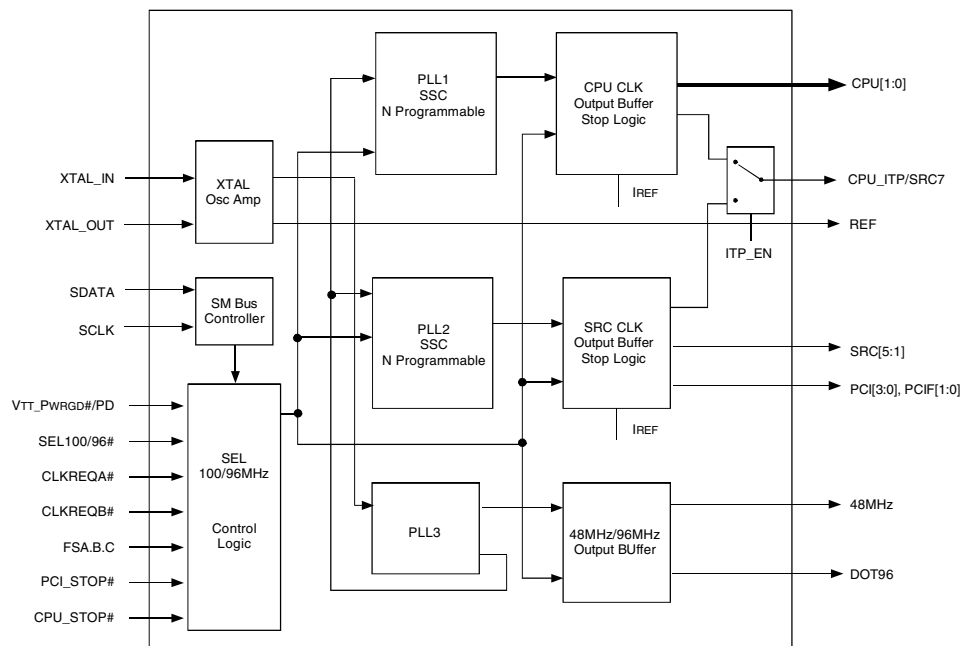 PLL1
SSC
N Programmable
CPU CLK
Output Buffer
Stop Logic
CPU[1:0]
XTAL_IN
XTAL_OUT
XTAL
Osc Amp
IREF
CPU_ITP/SRC7
REF
ITP_EN
SDATA
SCLK
SM Bus
Controller
PLL2
SSC
N Programmable
SRC CLK
Output Buffer
Stop Logic
SRC[5:1]
PCI[3:0], PCIF[1:0]
IREF
VTT_PWRGD#/PD
SEL100/96#
CLKREQA#
CLKREQB#
FSA.B.C
PCI_STOP#
CPU_STOP#
SEL
100/96MHz
Control
Logic
PLL3
48MHz/96MHz
Output BUffer
48MHz
DOT96